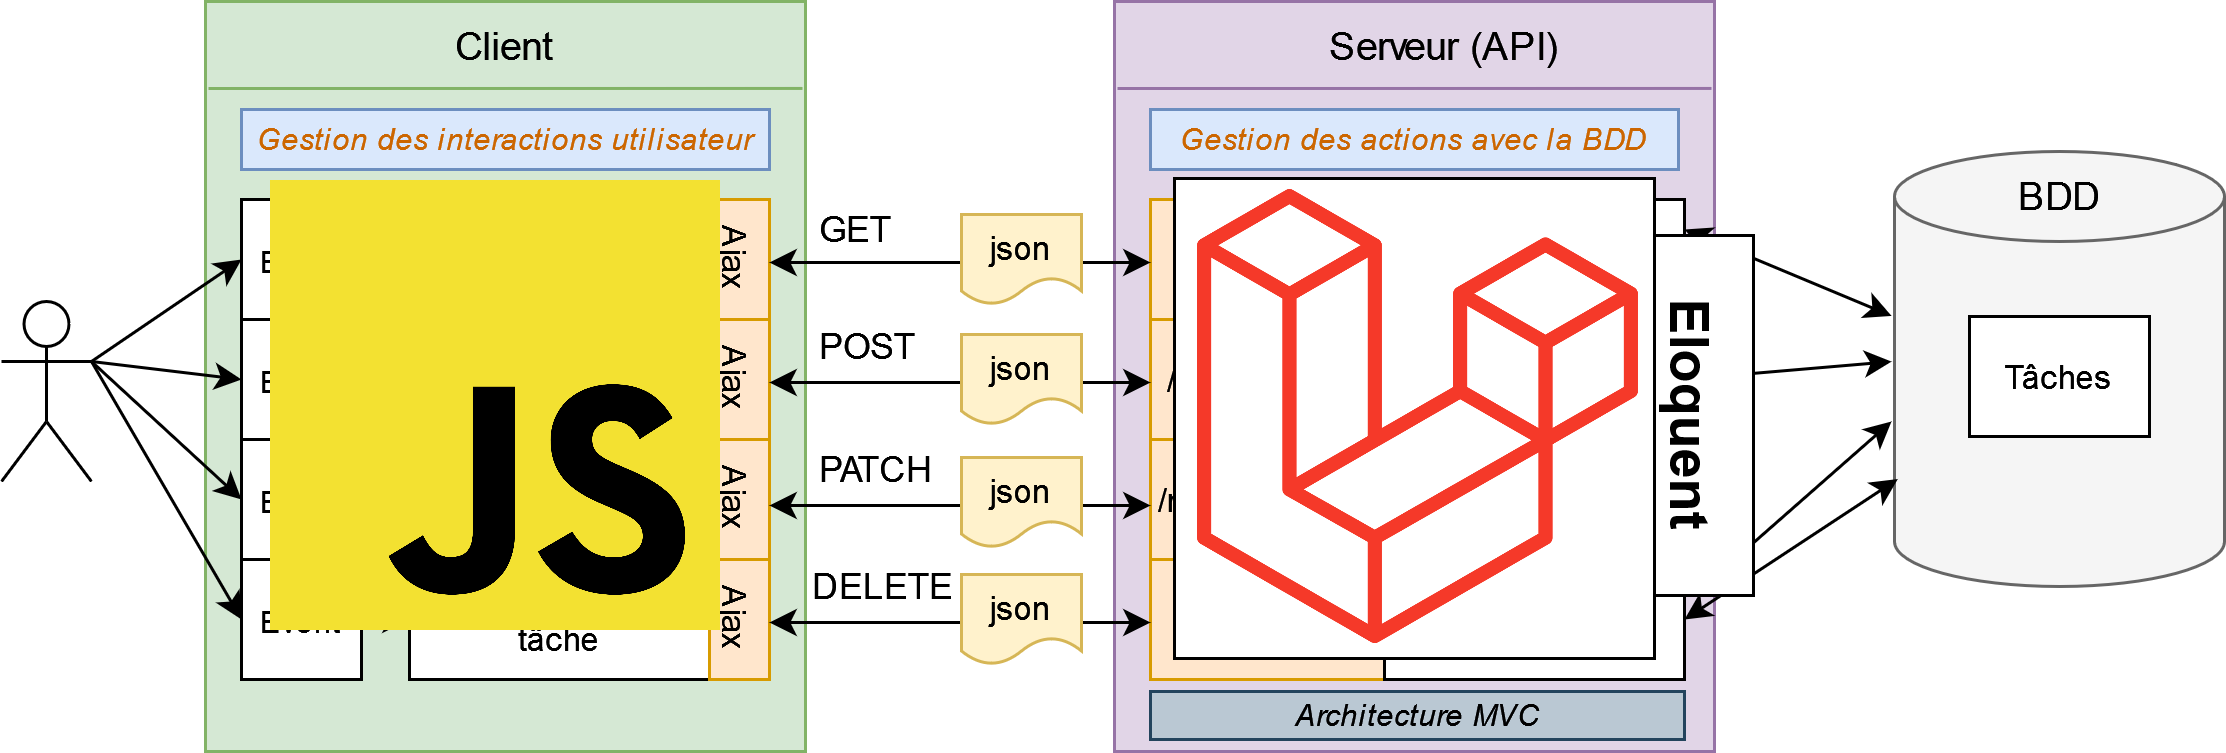 Client
Serveur (API)
Gestion des interactions utilisateur
Gestion des actions avec la BDD
BDD
GET
json
Ajax
POST
json
Ajax
PATCH
json
Ajax
DELETE
json
Ajax
JS
Eloquent
Tâches
Event
tâche
Architecture MVC